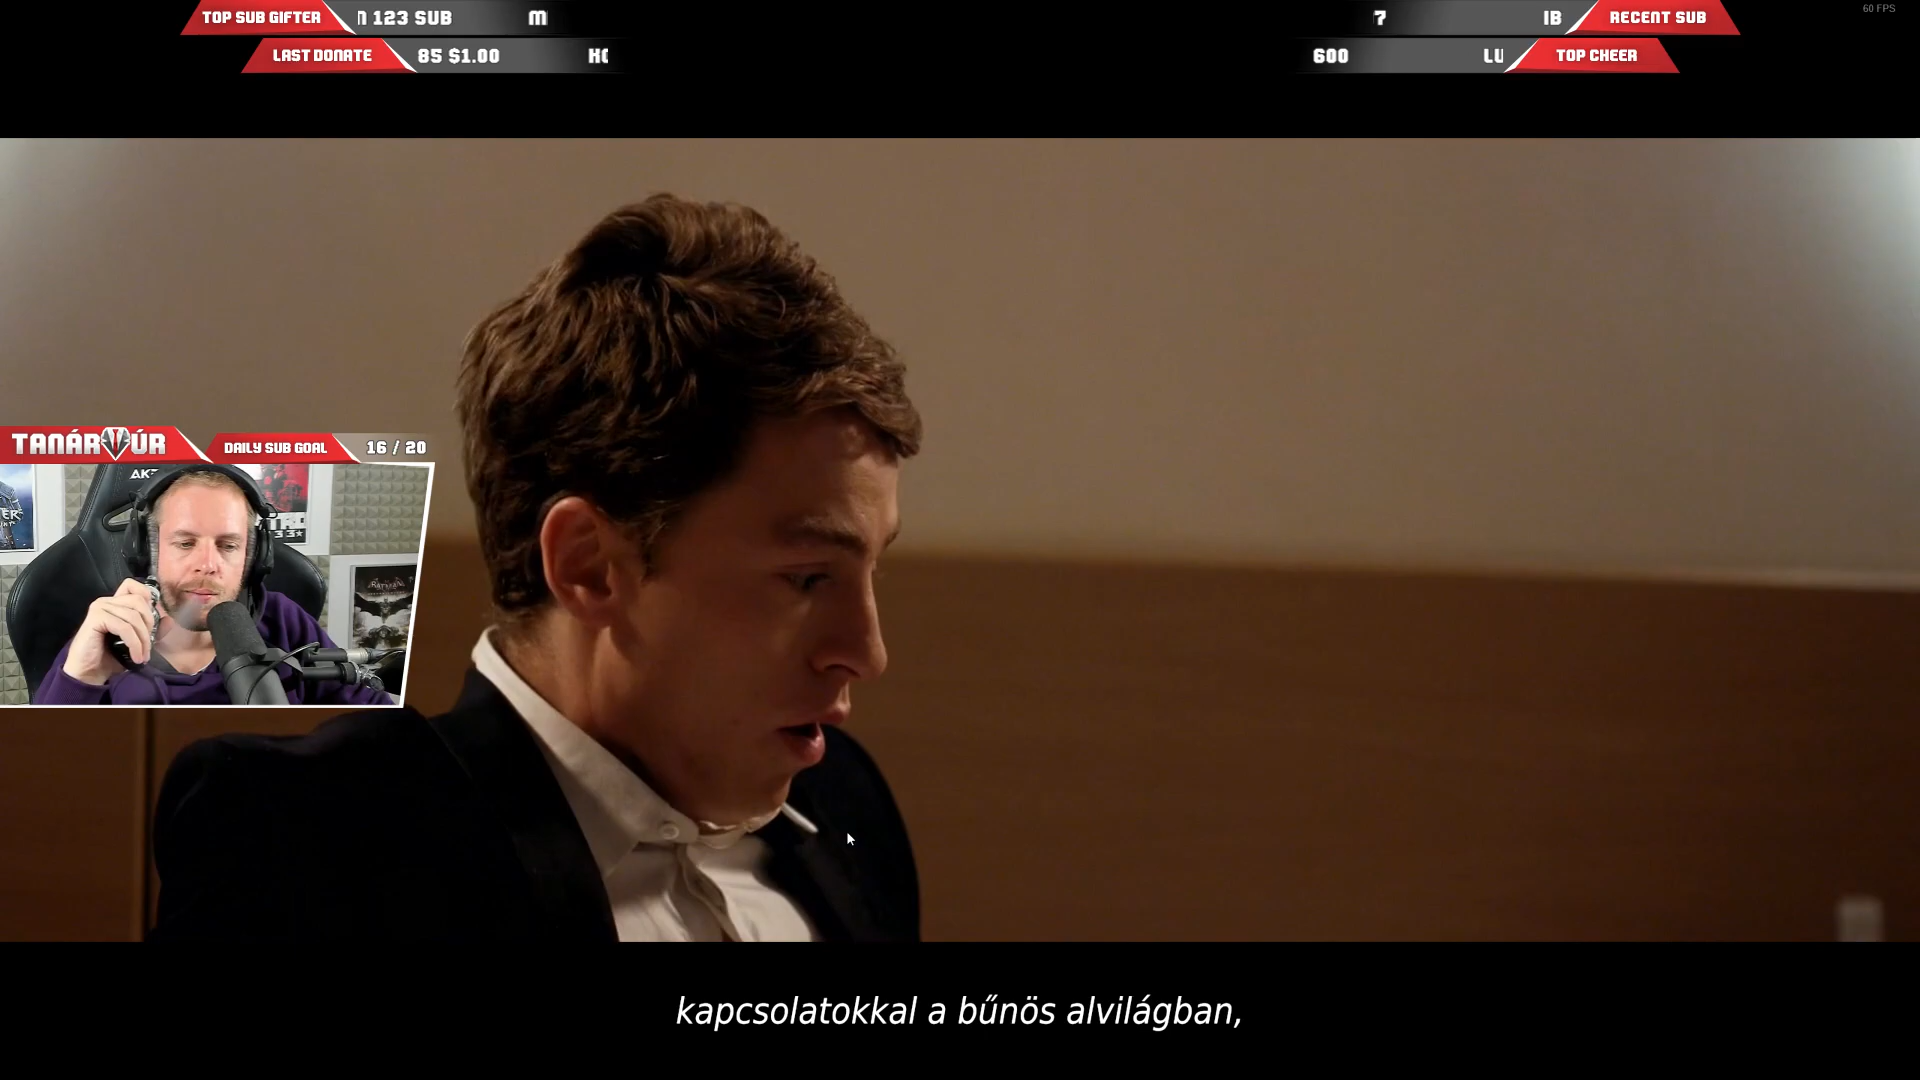 TOP SUB GIFTER
123 SUB
M
7
IB
RECENT SUB
60 FPS
LAST DONATE
85 $1.00
600
LU
TOP CHEER
TANÁR ÚR
DAILY SUB GOAL
16 / 20
BATMAN
kapcsolatokkal a bűnös alvilágban,